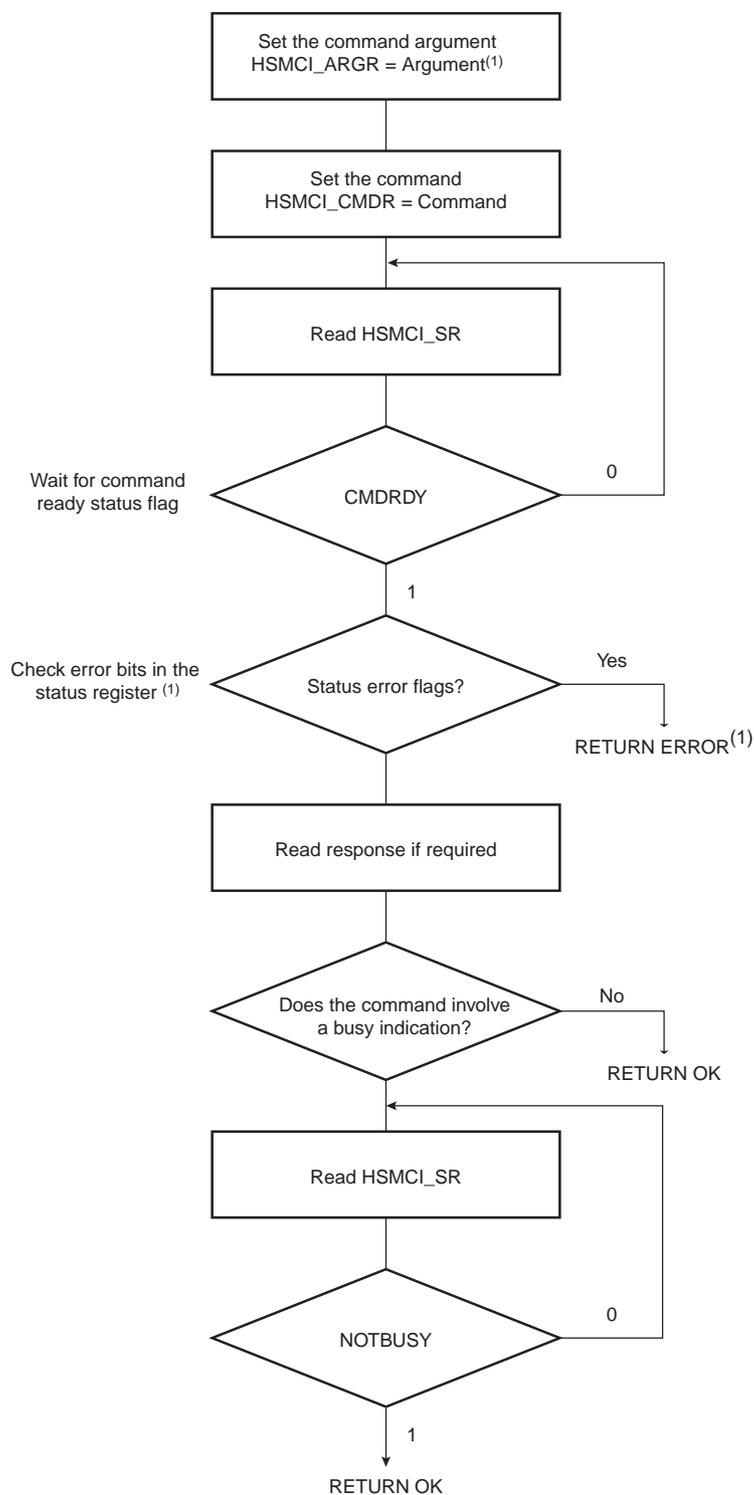 Set the command argument
HSMCI_ARGR = Argument(1)
Set the command
HSMCI_CMDR = Command
Read HSMCI_SR
Wait for command
ready status flag
CMDRDY
0
1
Check error bits in the
status register (1)
Status error flags?
Yes
RETURN ERROR(1)
Read response if required
Does the command involve
a busy indication?
No
RETURN OK
Read HSMCI_SR
NOTBUSY
0
1
RETURN OK